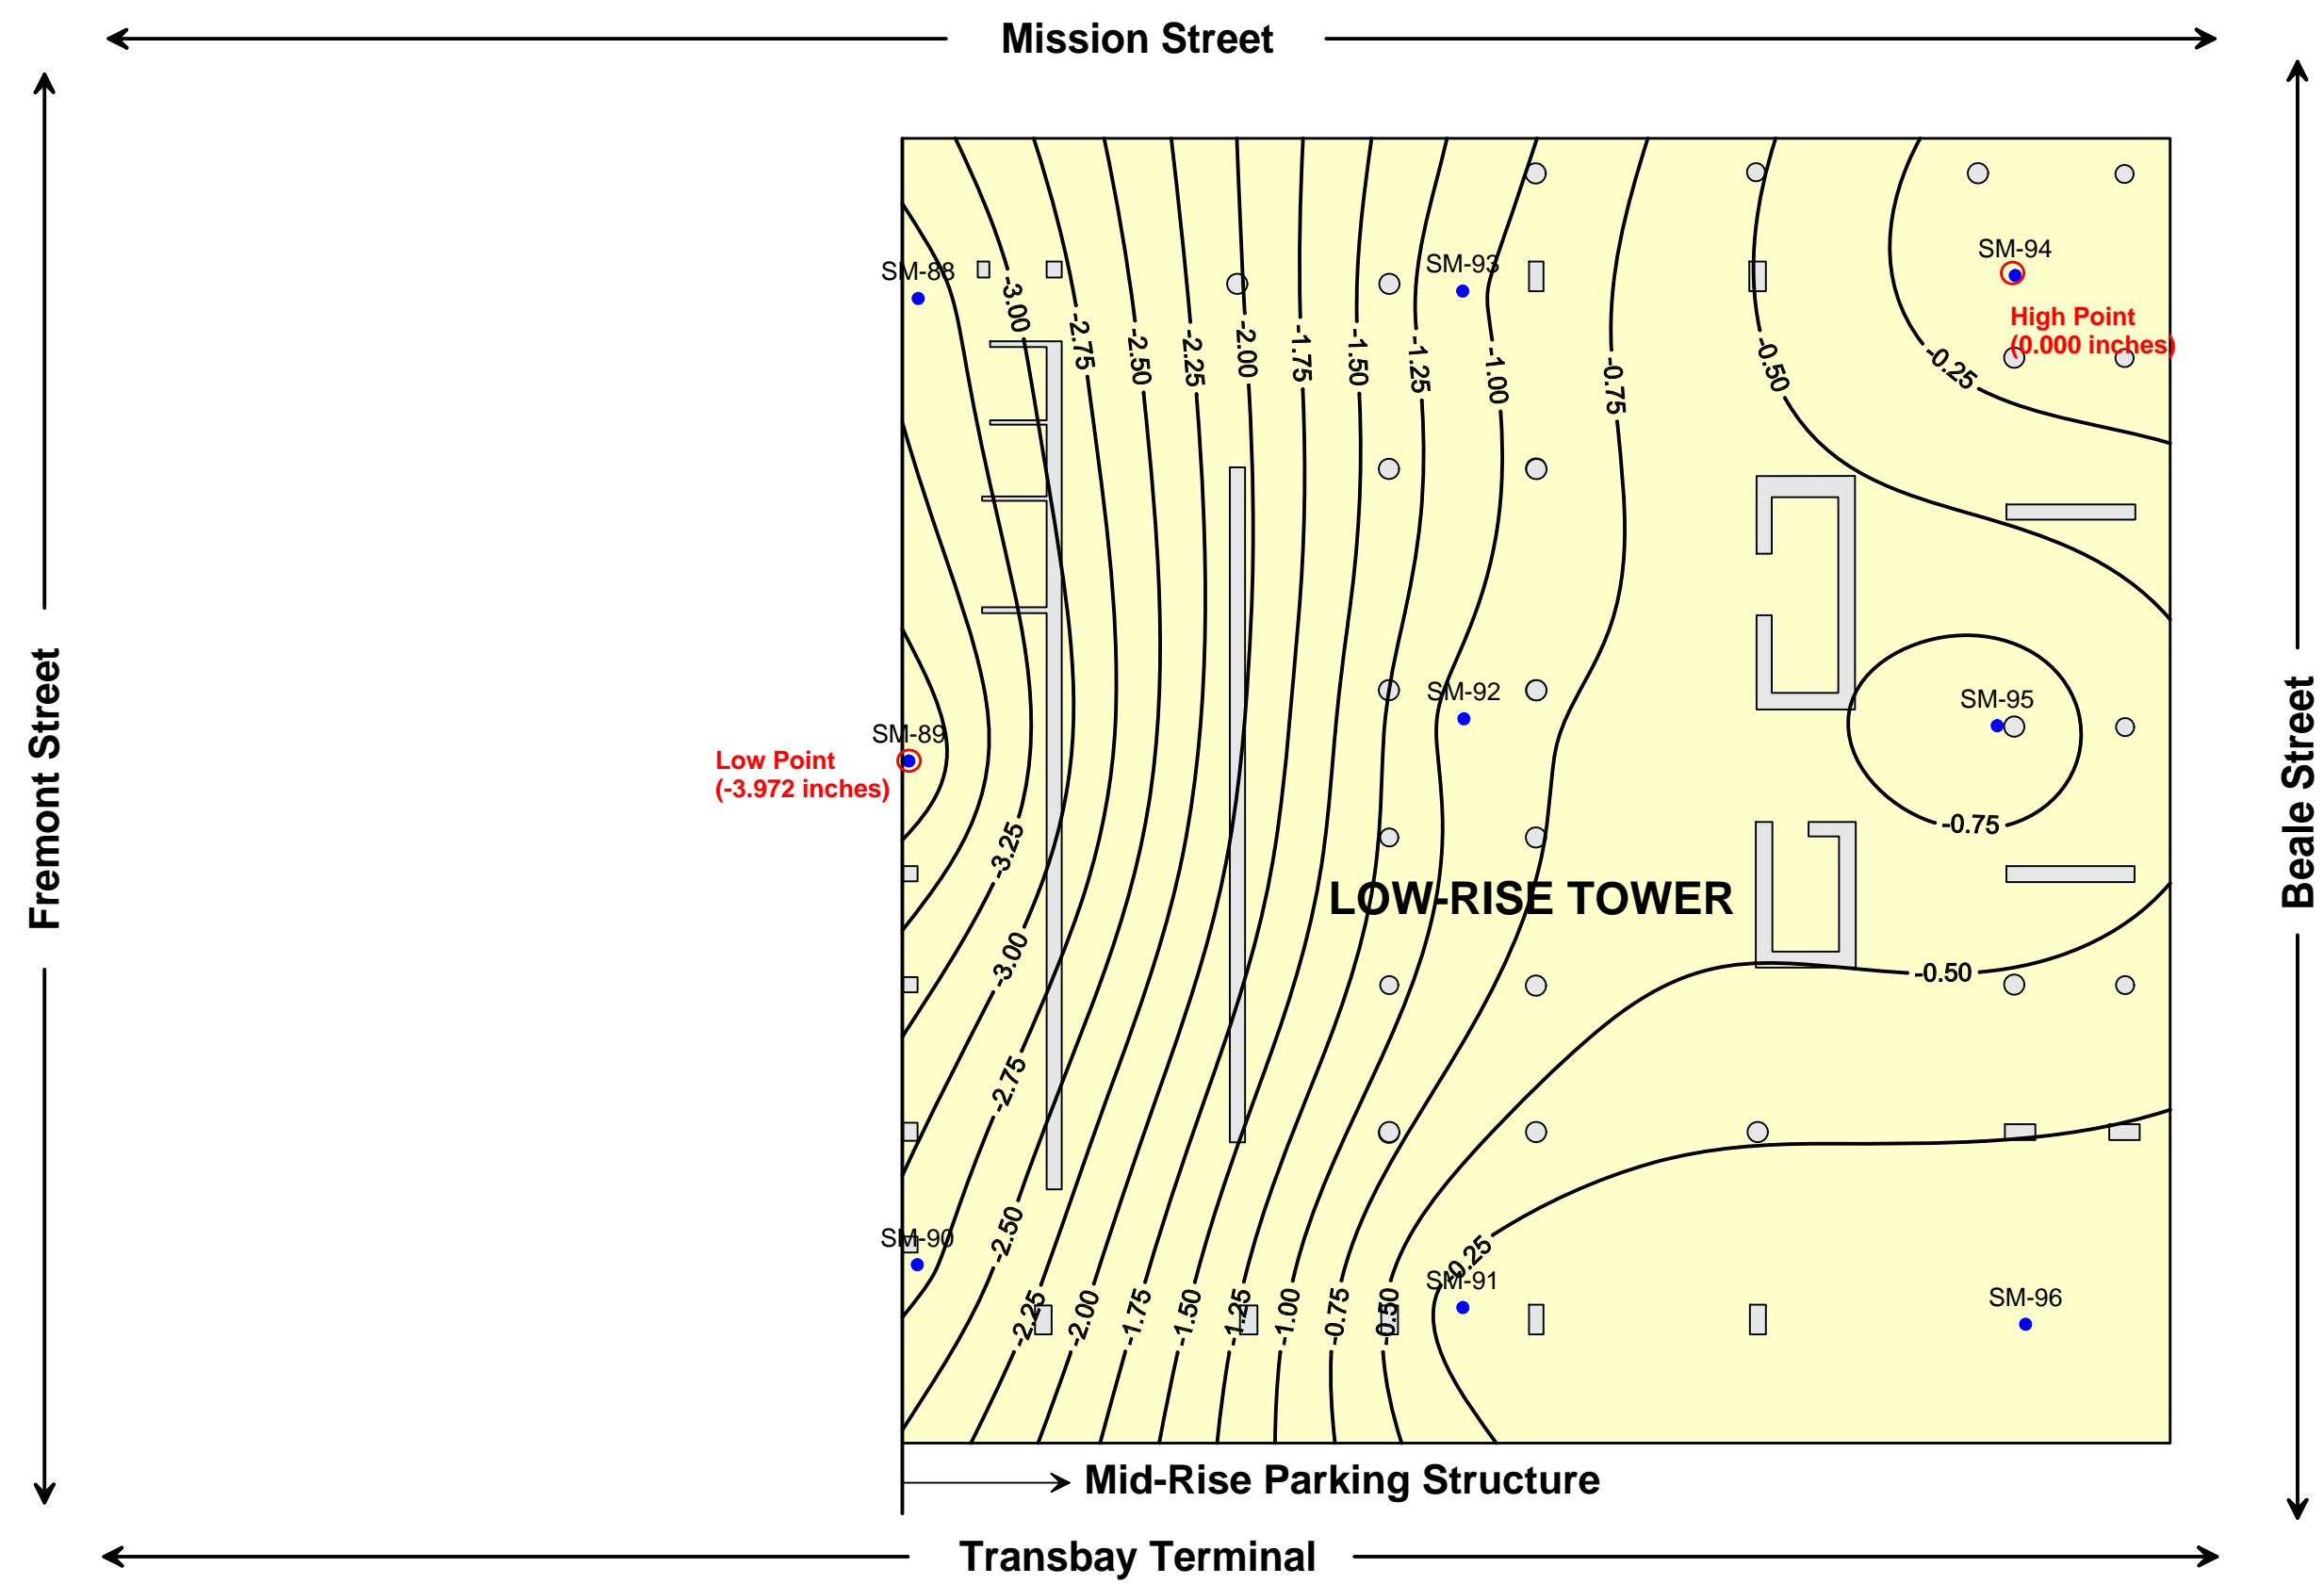 Mission Street
Fremont Street
Beale Street
SM-88
SM-93
SM-94
High Point
(0.000 inches)
-3.00
-2.75
-2.50
-2.25
-2.00
-1.75
-1.50
-1.25
-1.00
-0.75
-0.50
-0.25
SM-89
Low Point
(-3.972 inches)
SM-92
SM-95
-0.75
-3.25
LOW-RISE TOWER
-3.00
-0.50
-2.75
-2.50
SM-90
-0.25
SM-91
SM-96
-2.25
-2.00
-1.75
-1.50
-1.25
-1.00
-0.75
-0.50
Mid-Rise Parking Structure
Transbay Terminal